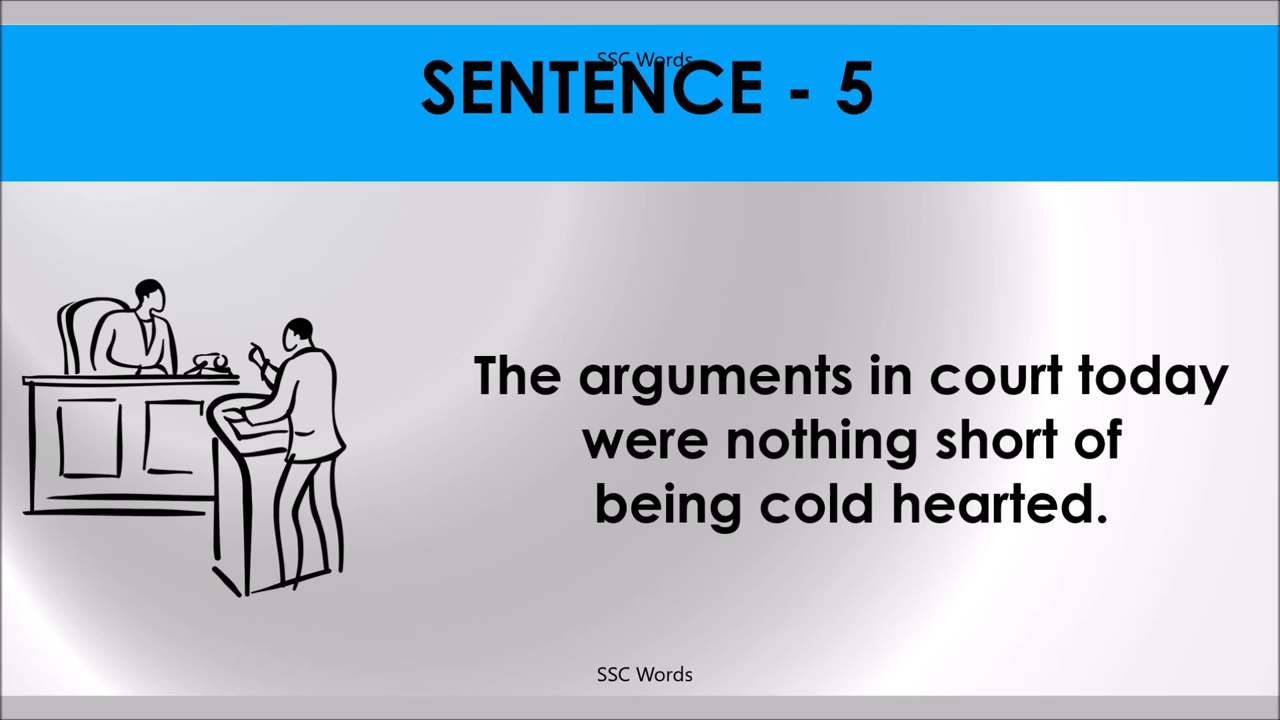 SSC Words
SENTENCE - 5
The arguments in court today
were nothing short of
being cold hearted.
SSC Words